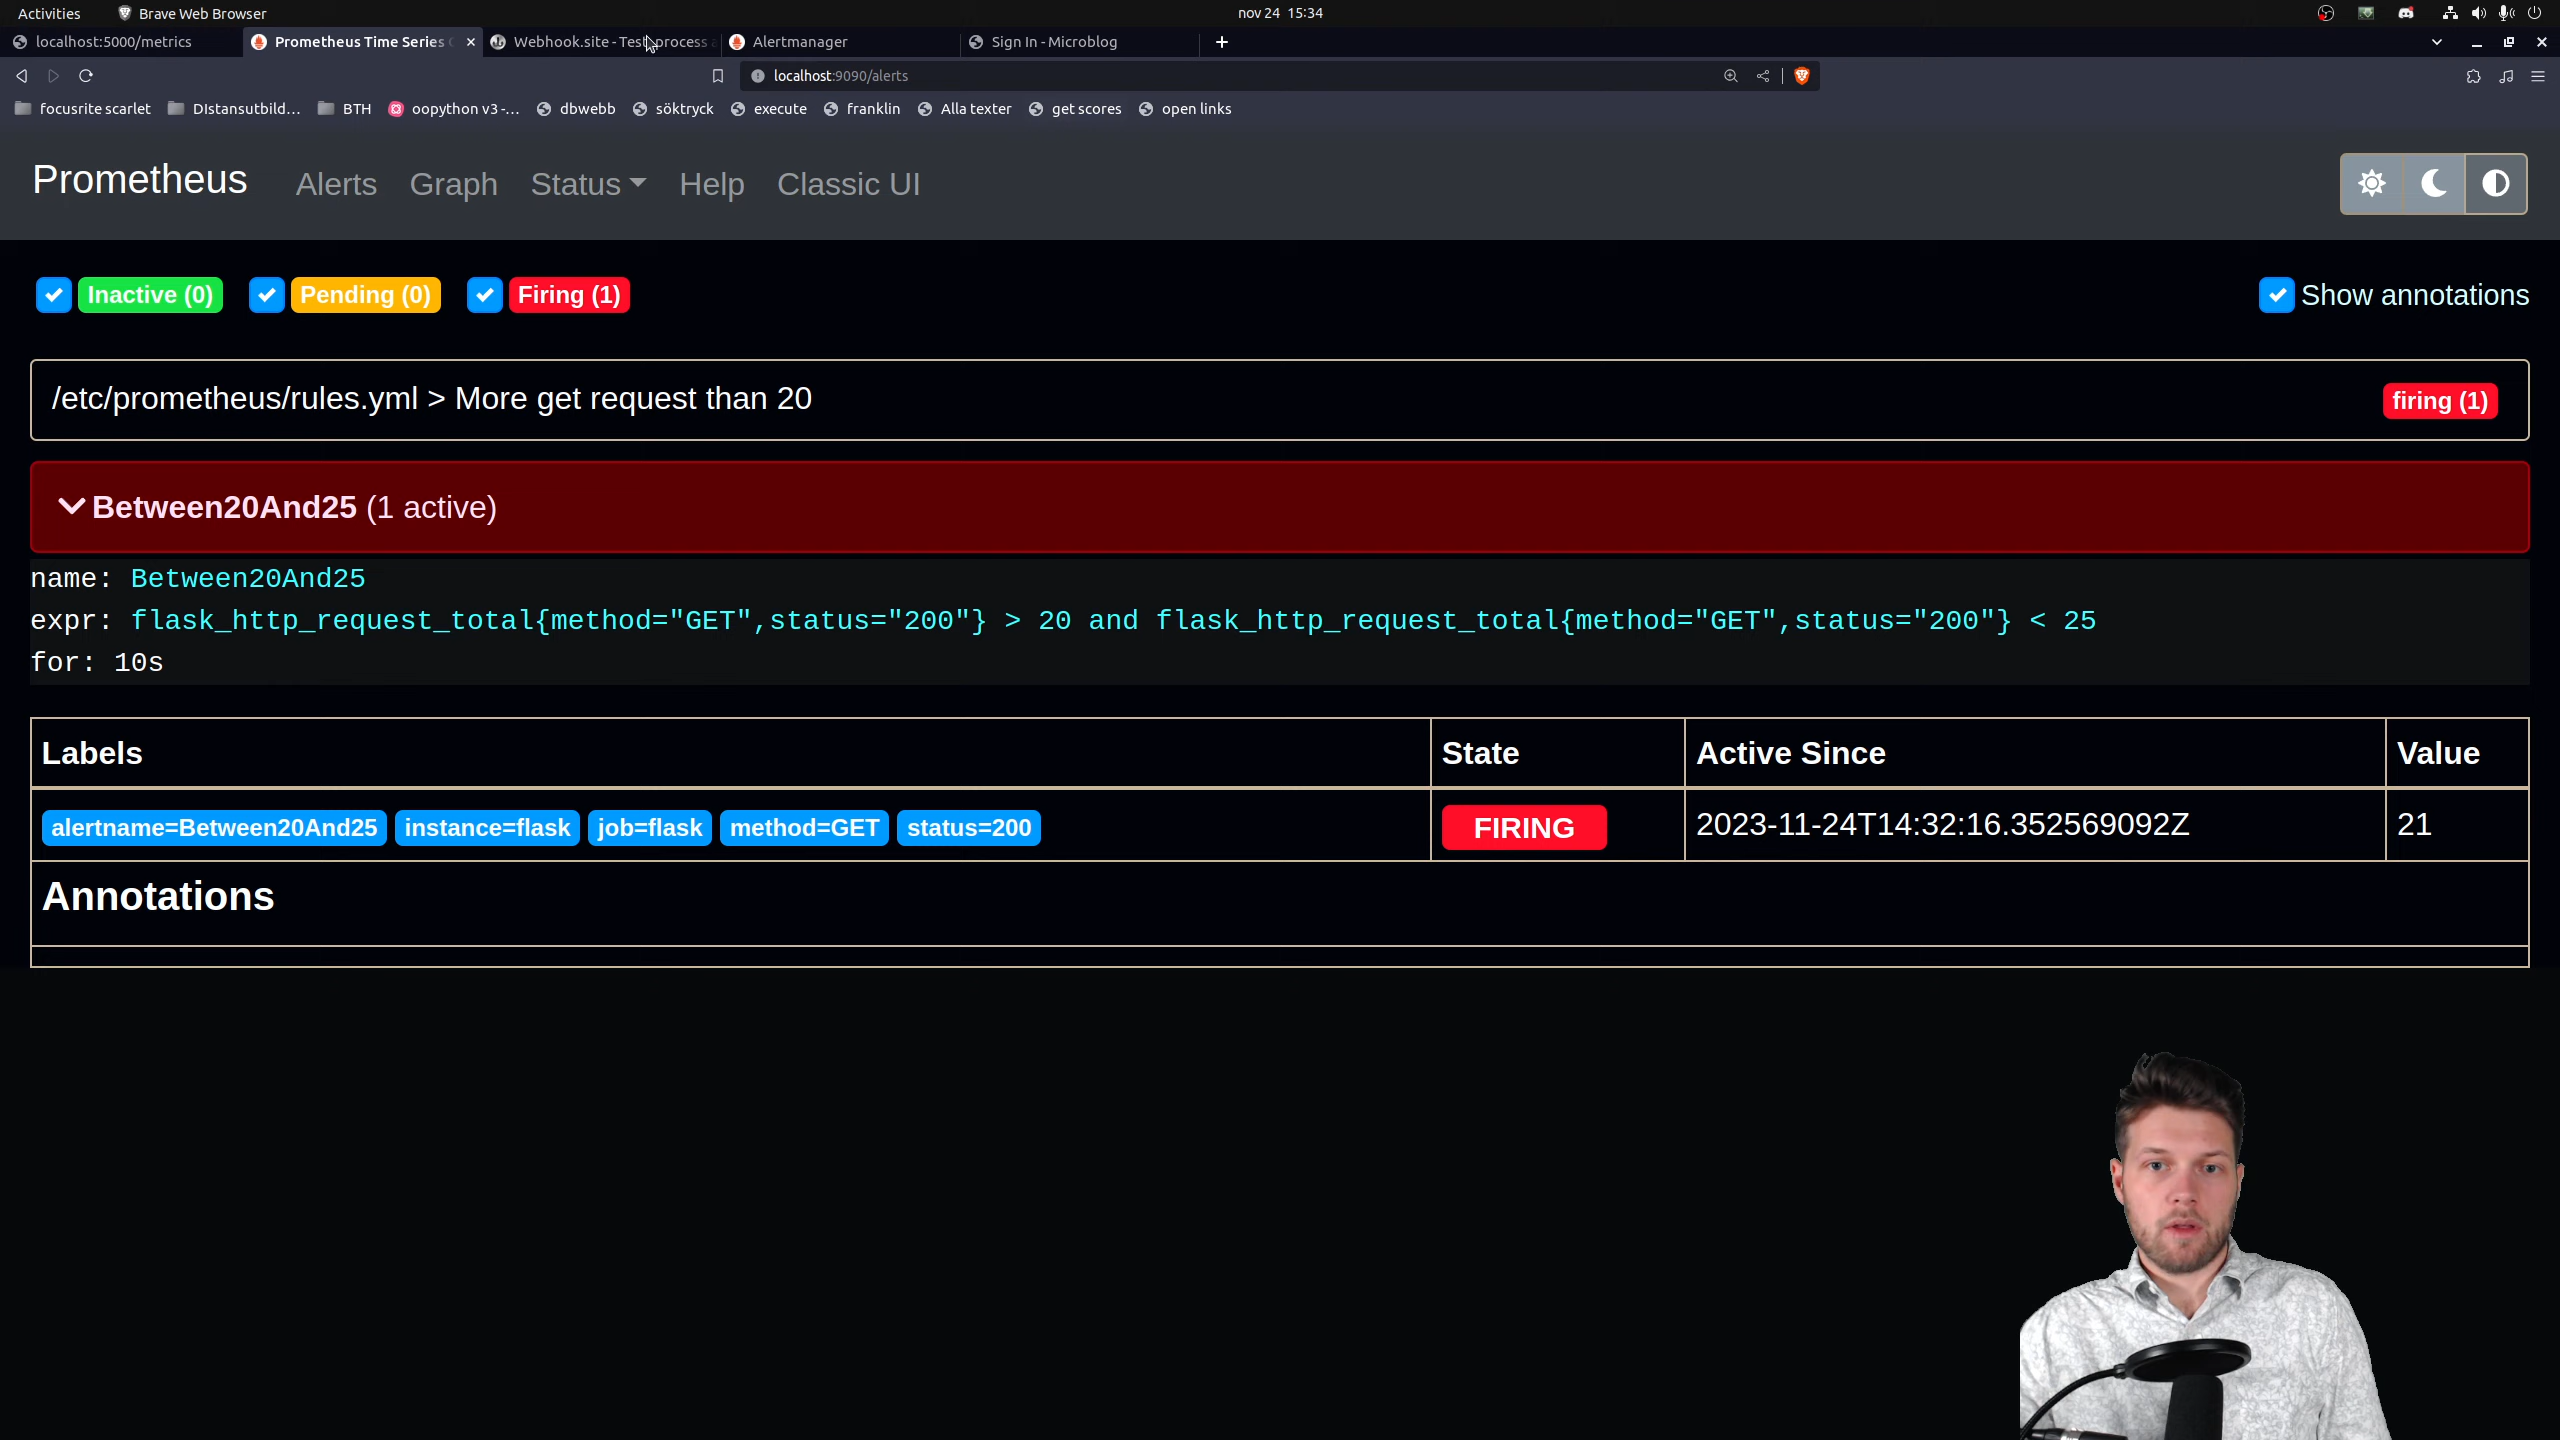 Activities
Brave Web Browser
nov 24 15:34
localhost:5000/metrics
Prometheus Time Series
Webhook.site - Test, process
Alertmanager
Sign In - Microblog
localhost:9090/alerts
focusrite scarlet
DIstansutbild…
BTH
oopython v3 -…
dbwebb
söktryck
execute
franklin
Alla texter
get scores
open links
Prometheus
Alerts
Graph
Status
Help
Classic UI
Inactive (0)
Pending (0)
Firing (1)
Show annotations
/etc/prometheus/rules.yml > More get request than 20
firing (1)
Between20And25 (1 active)
name: Between20And25
expr: flask_http_request_total{method="GET",status="200"} > 20 and flask_http_request_total{method="GET",status="200"} < 25
for: 10s
Labels
State
Active Since
Value
alertname=Between20And25
instance=flask
job=flask
method=GET
status=200
FIRING
2023-11-24T14:32:16.352569092Z
21
Annotations